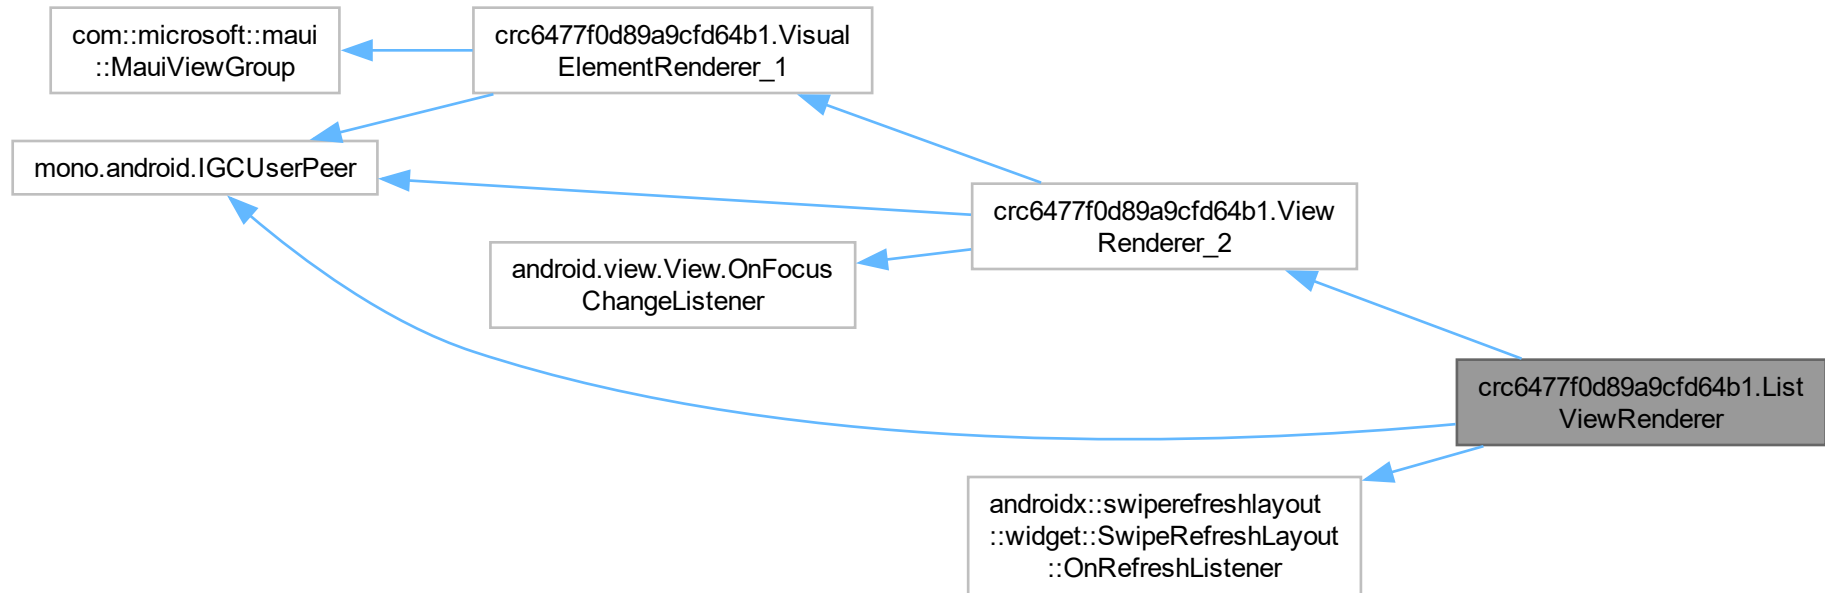 com::microsoft::maui
::MauiViewGroup
crc6477f0d89a9cfd64b1.Visual
ElementRenderer_1
mono.android.IGCUserPeer
crc6477f0d89a9cfd64b1.View
Renderer_2
android.view.View.OnFocus
ChangeListener
crc6477f0d89a9cfd64b1.List
ViewRenderer
androidx::swiperefreshlayout
::widget::SwipeRefreshLayout
::OnRefreshListener